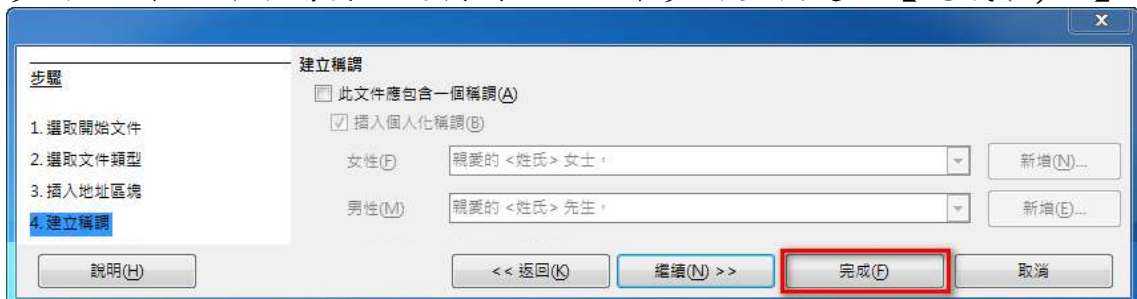 X
步驟
1. 選取開始文件
2. 選取文件類型
3. 插入地址區塊
4. 建立稱謂
建立稱謂
此文件應包含一個稱謂(A)
插入個人化稱謂(B)
女性(F) 親愛的 <姓氏> 女士, 新增(N)...
男性(M) 親愛的 <姓氏> 先生, 新增(E)...
說明(H) << 返回(K) 繼續(N) >> 完成(F) 取消